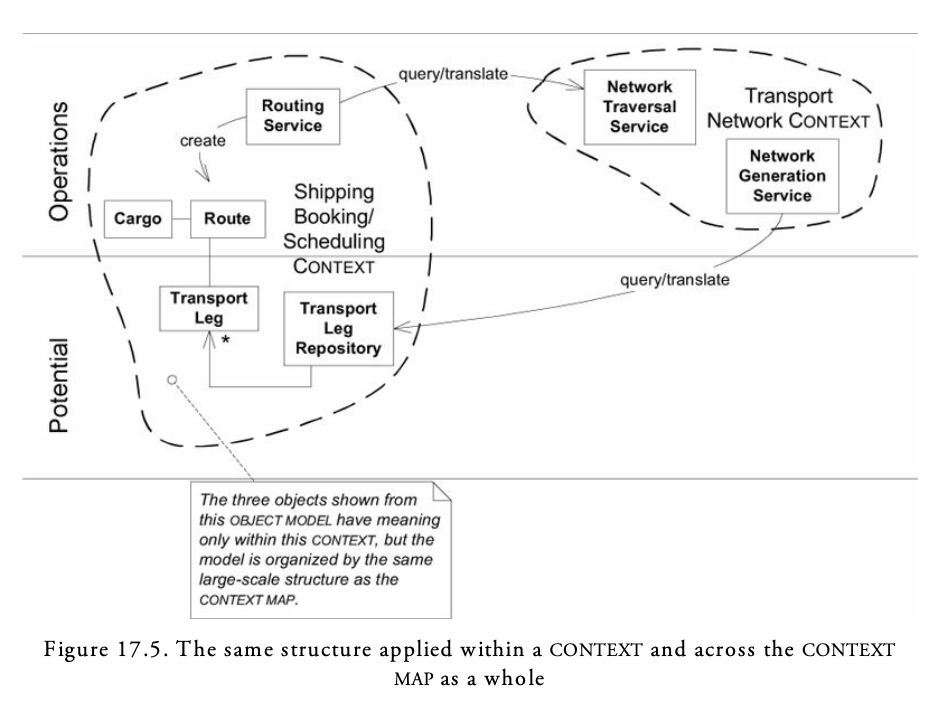 Operations
Potential
query/translate
Routing
Service
create
Cargo
Route
Shipping
Booking/
Scheduling
CONTEXT
Transport
Leg
*
Transport
Leg
Repository
Network
Traversal
Service
Transport
Network CONTEXT
Network
Generation
Service
query/translate
The three objects shown from
this OBJECT MODEL have meaning
only within this CONTEXT, but the
model is organized by the same
large-scale structure as the
CONTEXT MAP.
Figure 17.5. The same structure applied within a CONTEXT and across the CONTEXT
MAP as a whole